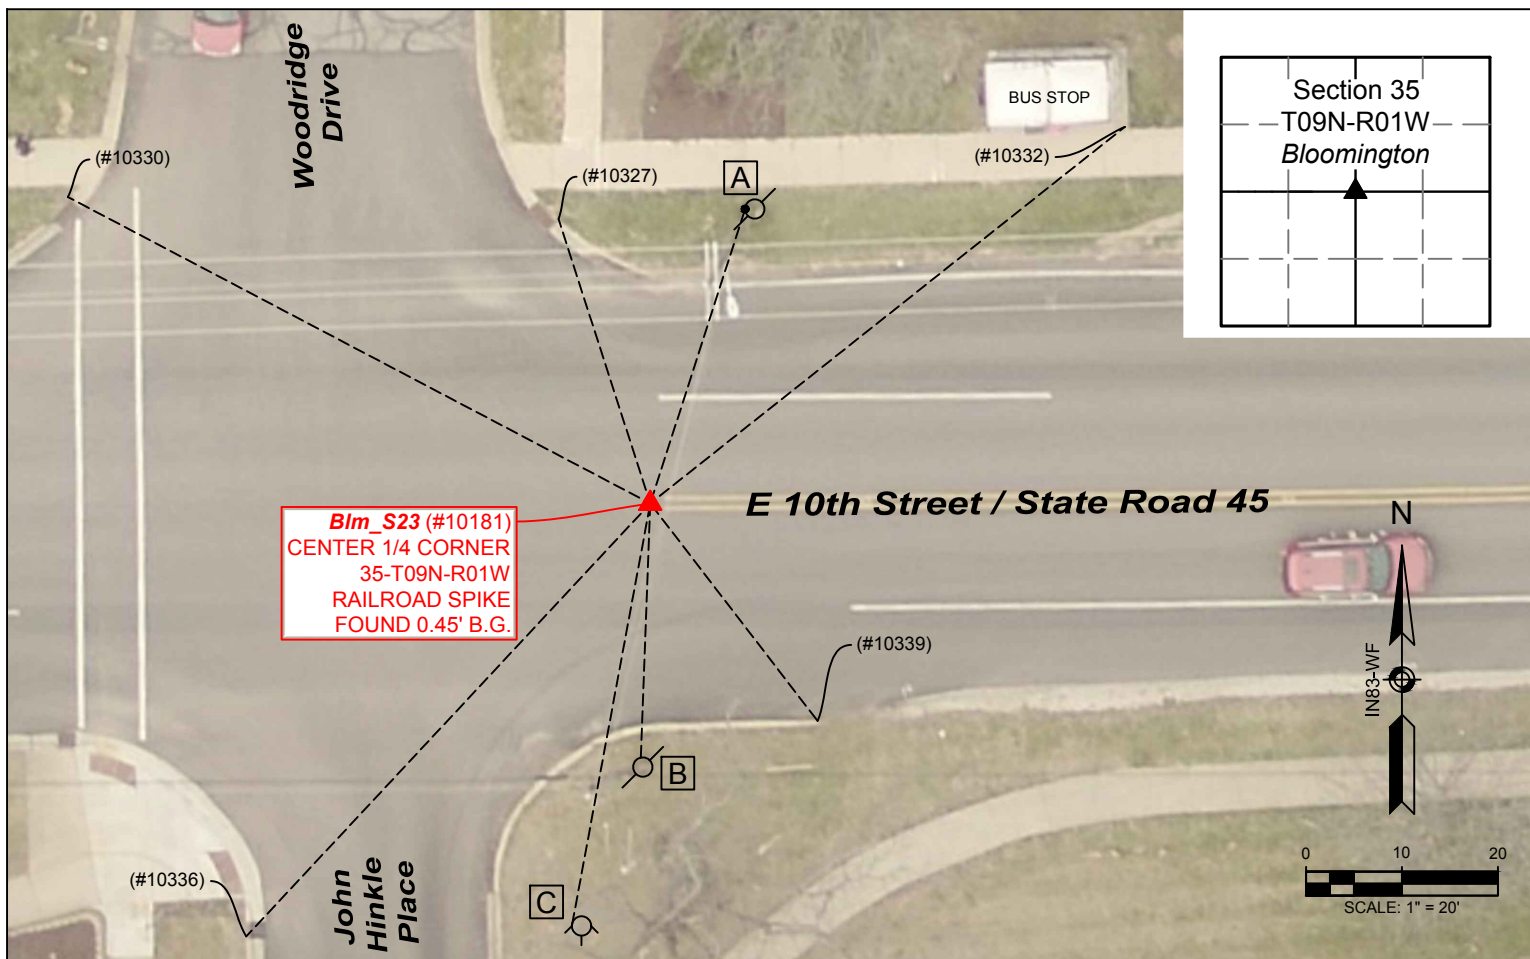 Woodridge
Drive
BUS STOP
Section 35
T09N-R01W
Bloomington
(#10330)
(#10327)
(#10332)
A
Blm_S23 (#10181)
CENTER 1/4 CORNER
35-T09N-R01W
RAILROAD SPIKE
FOUND 0.45' B.G.
E 10th Street / State Road 45
N
IN83-WF
(#10339)
B
C
(#10336)
John
Hinkle
Place
0 10 20
SCALE: 1" = 20'